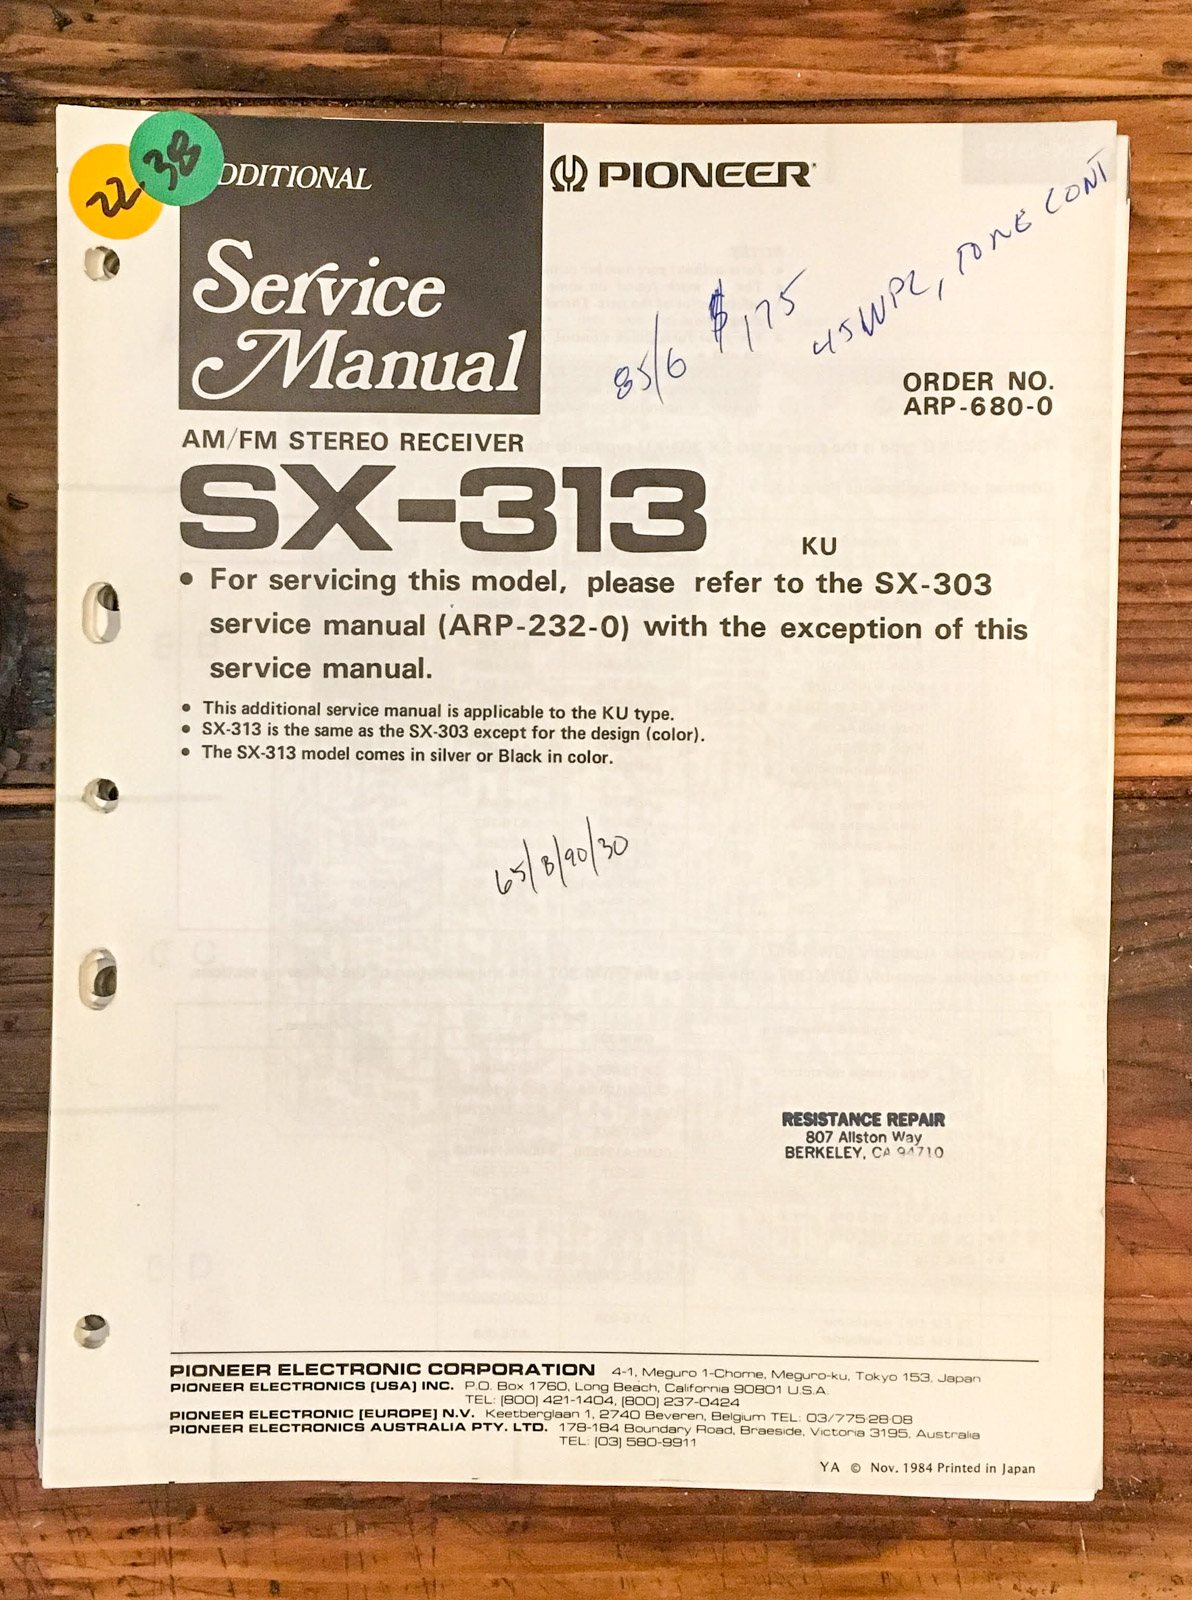 22
38
DDITIONAL
Service
Manual
PIONEER
85/6 $175 45WPC, TONE CONT
ORDER NO.
ARP-680-0
AM/FM STEREO RECEIVER
SX-313
KU
• For servicing this model, please refer to the SX-303
service manual (ARP-232-0) with the exception of this
service manual.
• This additional service manual is applicable to the KU type.
• SX-313 is the same as the SX-303 except for the design (color).
• The SX-313 model comes in silver or Black in color.
65/B/90/30
RESISTANCE REPAIR
807 Allston Way
BERKELEY, CA 94710
PIONEER ELECTRONIC CORPORATION 4-1, Meguro 1-Chome, Meguro-ku, Tokyo 153, Japan
PIONEER ELECTRONICS [USA] INC. P.O. Box 1760, Long Beach, California 90801 U.S.A.
TEL: [800] 421-1404, [800] 237-0424
PIONEER ELECTRONIC [EUROPE] N.V. Keetberglaan 1, 2740 Beveren, Belgium TEL: 03/775·28·08
PIONEER ELECTRONICS AUSTRALIA PTY. LTD. 178-184 Boundary Road, Braeside, Victoria 3195, Australia
TEL: [03] 580-9911
YA © Nov. 1984 Printed in Japan